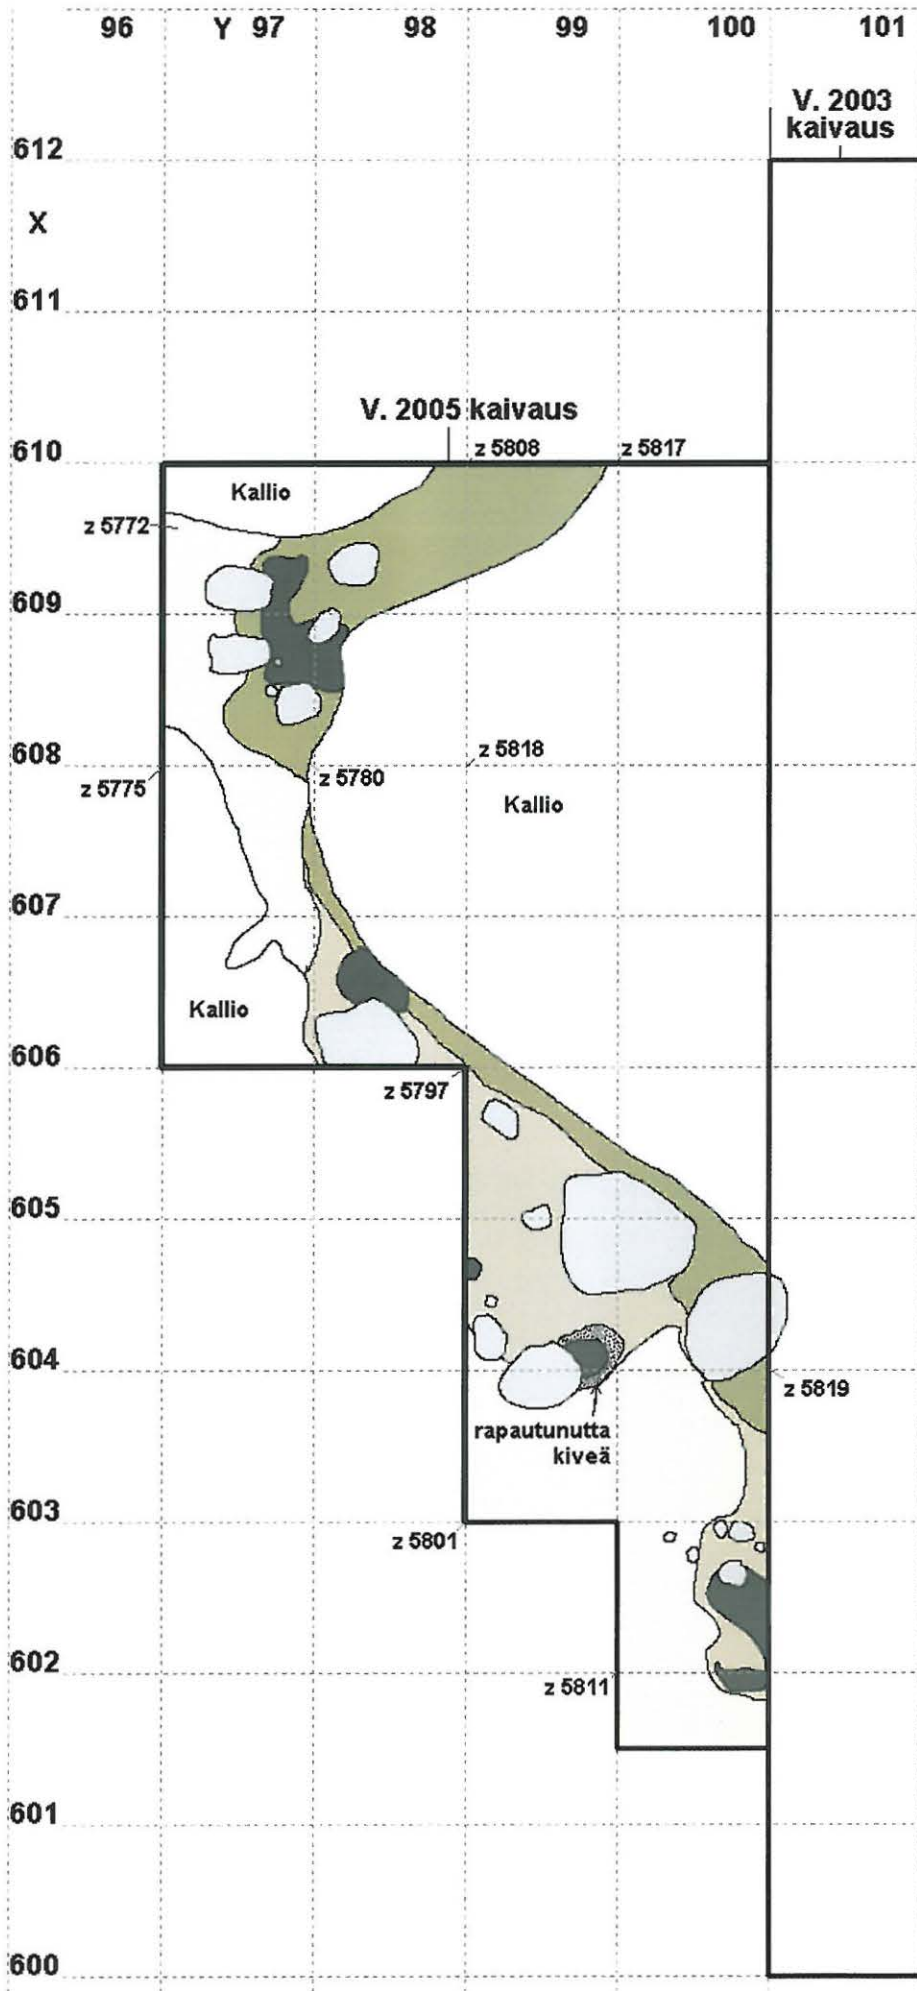 96 Y 97 98 99 100 101
V. 2003
kaivaus
612
X
611
V. 2005 kaivaus
610
z 5808
z 5817
Kallio
z 5772
609
608
z 5818
z 5775
z 5780
Kallio
607
Kallio
606
z 5797
605
604
z 5819
rapautunutta
kiveä
603
z 5801
602
z 5811
601
600